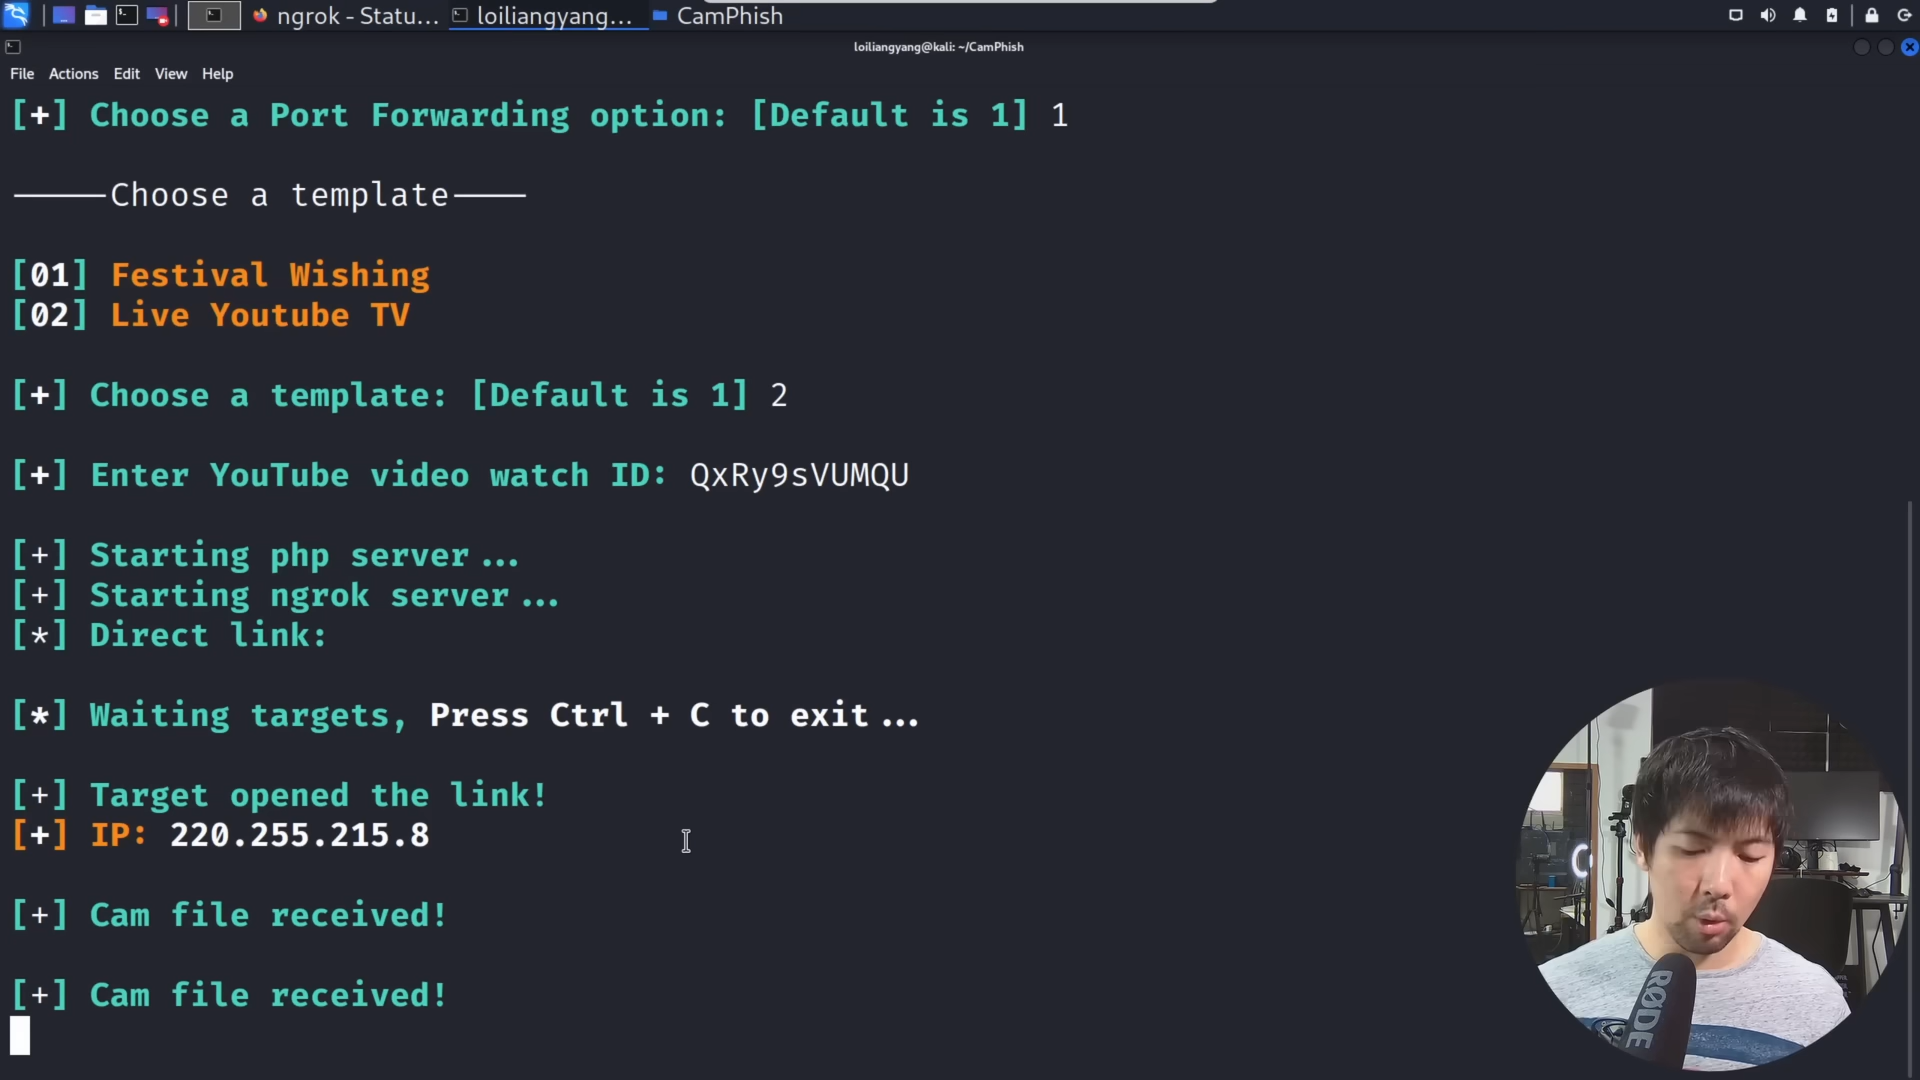 ngrok - Statu...
loiliangyang...
CamPhish
loiliangyang@kali: ~/CamPhish
File Actions Edit View Help
[+] Choose a Port Forwarding option: [Default is 1] 1
-----Choose a template----
[01] Festival Wishing
[02] Live Youtube TV
[+] Choose a template: [Default is 1] 2
[+] Enter YouTube video watch ID: QxRy9sVUMQU
[+] Starting php server...
[+] Starting ngrok server...
[*] Direct link:
[*] Waiting targets, Press Ctrl + C to exit...
[+] Target opened the link!
[+] IP: 220.255.215.8
[+] Cam file received!
[+] Cam file received!
RØDE